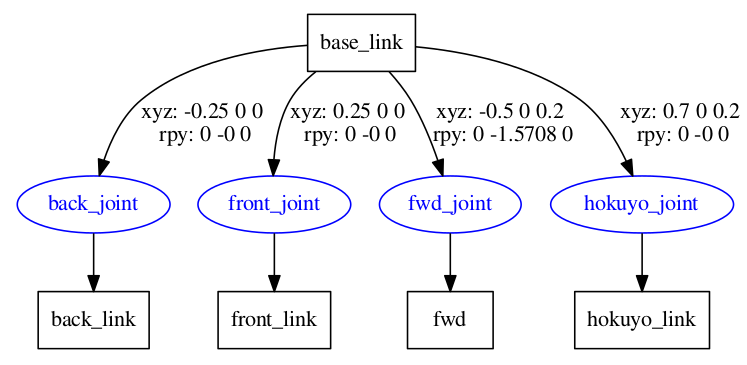 base_link
xyz: -0.25 0 0
rpy: 0 -0 0
xyz: 0.25 0 0
rpy: 0 -0 0
xyz: -0.5 0 0.2
rpy: 0 -1.5708 0
xyz: 0.7 0 0.2
rpy: 0 -0 0
back_joint
front_joint
fwd_joint
hokuyo_joint
back_link
front_link
fwd
hokuyo_link